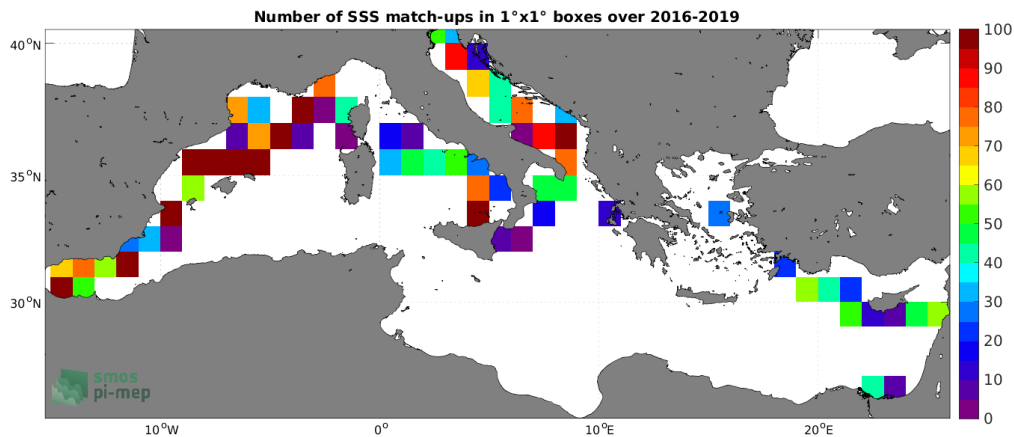 Number of SSS match-ups in 1°x1° boxes over 2016-2019
40°N
35°N
30°N
10°W
0°
10°E
20°E
100
90
80
70
60
50
40
30
20
10
0
smos
pi-mep